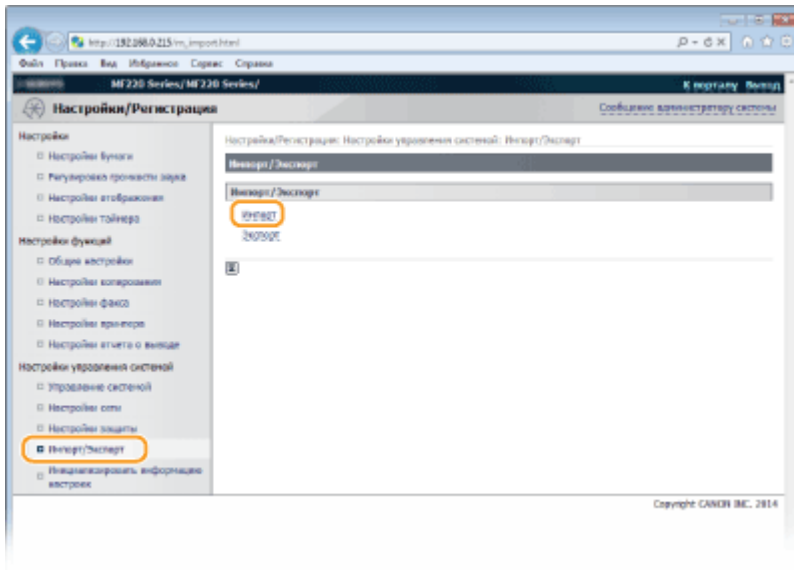 http://192.168.0.215/m_import.html
Файл Правка Вид Избранное Сервис Справка
MF220 Series/MF220 Series/
К порталу Выход
Настройки/Регистрация
Сообщение администратору системы
Настройки
Настройки бумаги
Регулировка громкости звука
Настройки отображения
Настройки таймера
Настройки функций
Общие настройки
Настройки копирования
Настройки факса
Настройки принтера
Настройки отчета о выводе
Настройки управления системой
Управление системой
Настройки сети
Настройки защиты
Импорт/Экспорт
Инициализировать информацию
настроек
Настройка/Регистрация: Настройки управления системой: Импорт/Экспорт
Импорт/Экспорт
Импорт/Экспорт
Импорт
Экспорт
Copyright CANON INC. 2014